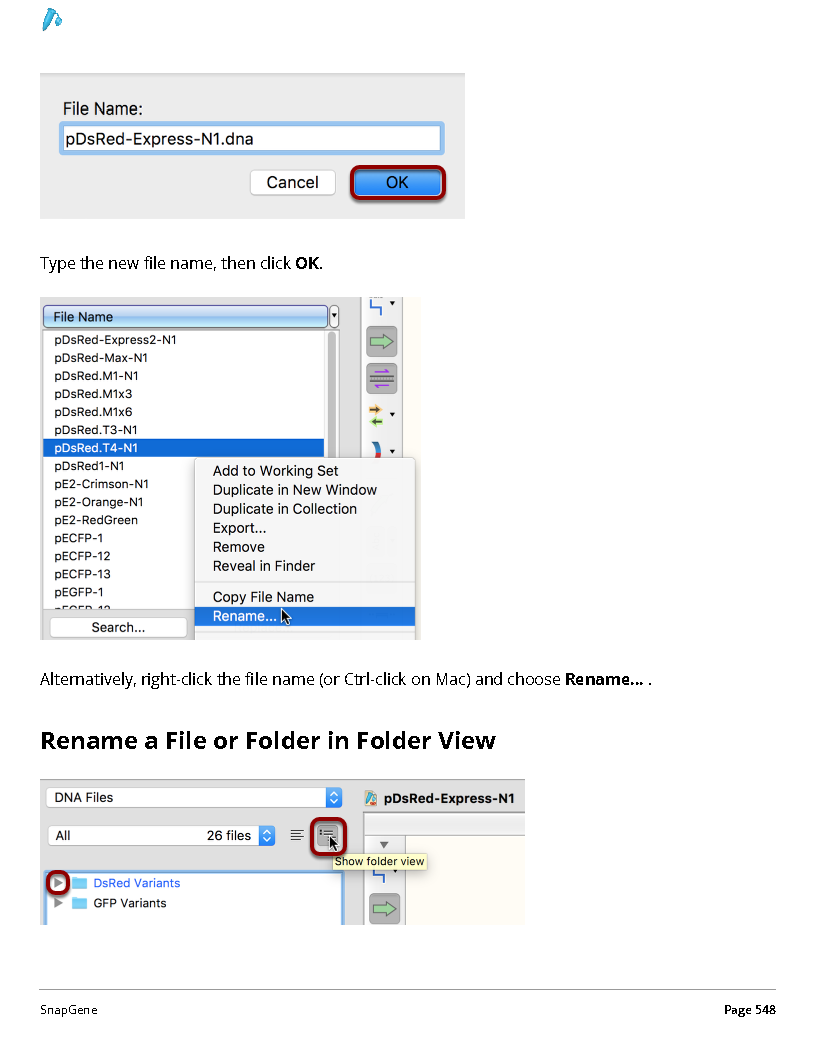 File Name:
pDsRed-Express-N1.dna
Cancel
OK
Type the new file name, then click OK.
File Name
pDsRed-Express2-N1
pDsRed-Max-N1
pDsRed.M1-N1
pDsRed.M1x3
pDsRed.M1x6
pDsRed.T3-N1
pDsRed.T4-N1
pDsRed1-N1
pE2-Crimson-N1
pE2-Orange-N1
pE2-RedGreen
pECFP-1
pECFP-12
pECFP-13
pEGFP-1
pEGFP-12
Search...
Add to Working Set
Duplicate in New Window
Duplicate in Collection
Export...
Remove
Reveal in Finder
Copy File Name
Rename...
Alternatively, right-click the file name (or Ctrl-click on Mac) and choose Rename... .
Rename a File or Folder in Folder View
DNA Files
pDsRed-Express-N1
All 26 files
Show folder view
DsRed Variants
GFP Variants
SnapGene
Page 548